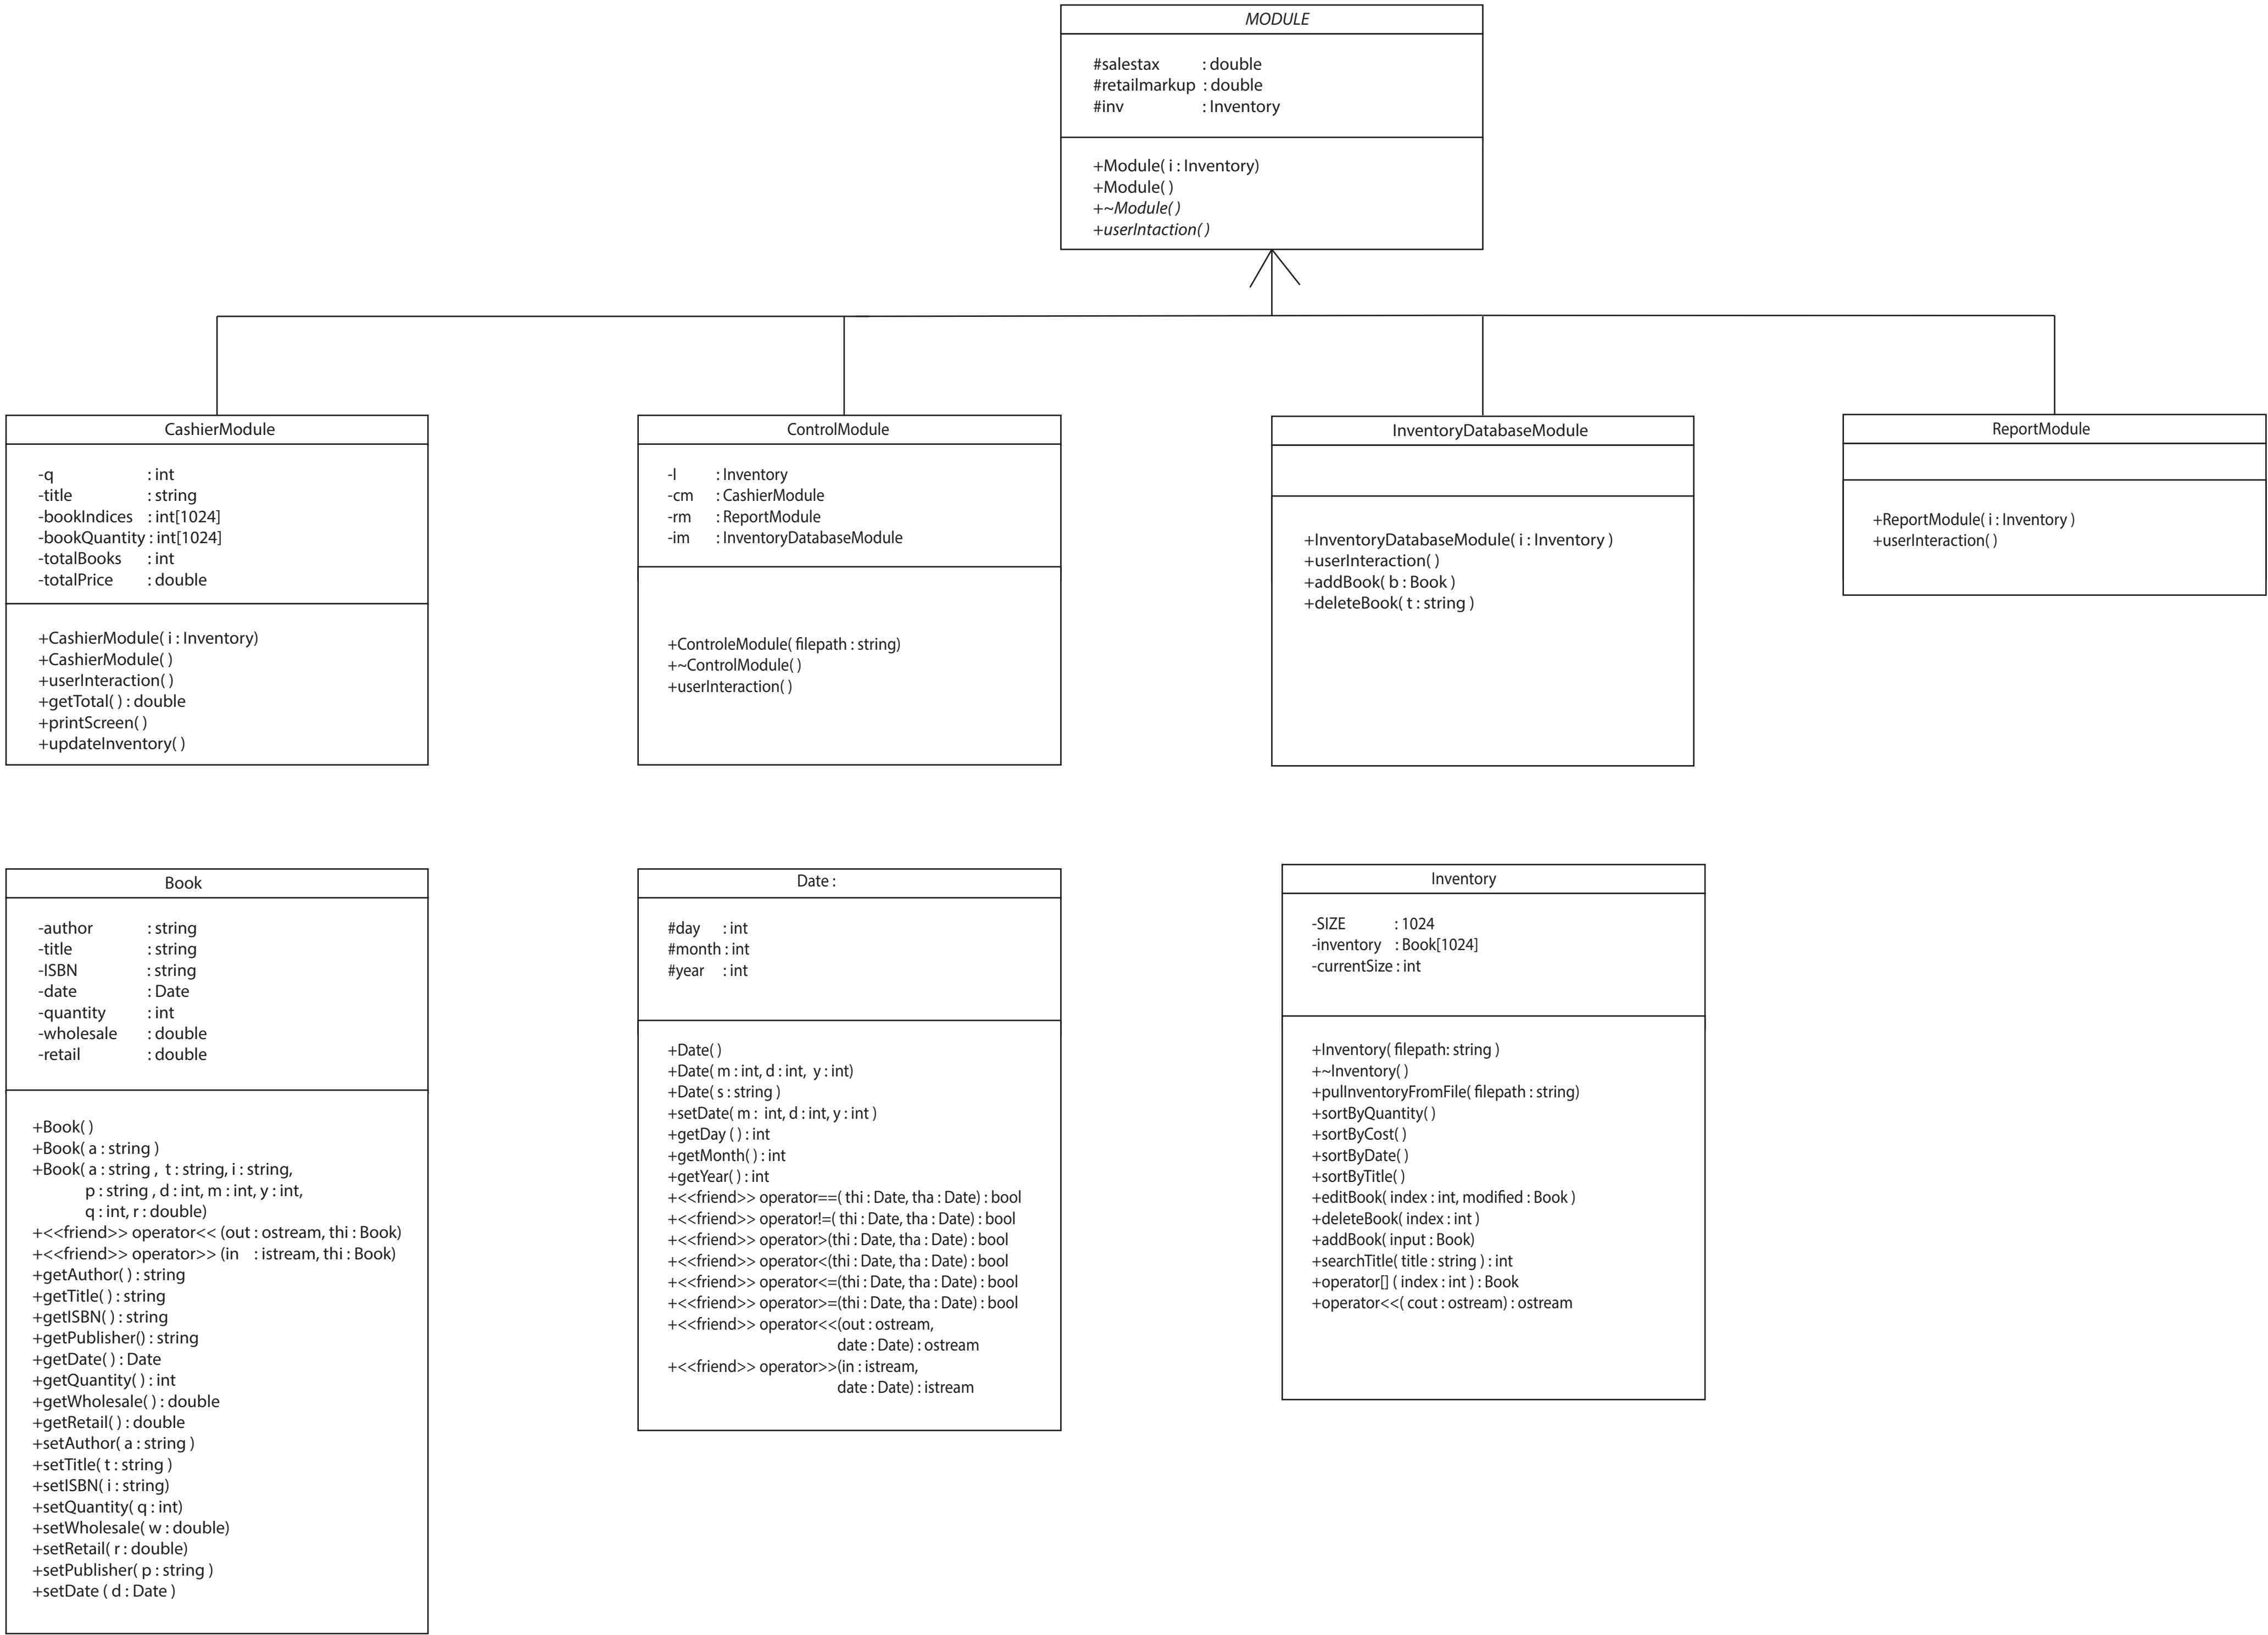 MODULE
#salestax : double
#retailmarkup : double
#inv : Inventory
+Module( i : Inventory)
+Module( )
+~Module( )
+userIntaction( )
CashierModule
-q : int
-title : string
-bookIndices : int[1024]
-bookQuantity : int[1024]
-totalBooks : int
-totalPrice : double
+CashierModule( i : Inventory)
+CashierModule( )
+userInteraction( )
+getTotal( ) : double
+printScreen( )
+updateInventory( )
ControlModule
-I : Inventory
-cm : CashierModule
-rm : ReportModule
-im : InventoryDatabaseModule
+ControleModule( filepath : string)
+~ControlModule( )
+userInteraction( )
InventoryDatabaseModule
+InventoryDatabaseModule( i : Inventory )
+userInteraction( )
+addBook( b : Book )
+deleteBook( t : string )
ReportModule
+ReportModule( i : Inventory )
+userInteraction( )
Book
-author : string
-title : string
-ISBN : string
-date : Date
-quantity : int
-wholesale : double
-retail : double
+Book( )
+Book( a : string )
+Book( a : string , t : string, i : string,
p : string , d : int, m : int, y : int,
q : int, r : double)
+<<friend>> operator<< (out : ostream, thi : Book)
+<<friend>> operator>> (in : istream, thi : Book)
+getAuthor( ) : string
+getTitle( ) : string
+getISBN( ) : string
+getPublisher() : string
+getDate( ) : Date
+getQuantity( ) : int
+getWholesale( ) : double
+getRetail( ) : double
+setAuthor( a : string )
+setTitle( t : string )
+setISBN( i : string)
+setQuantity( q : int)
+setWholesale( w : double)
+setRetail( r : double)
+setPublisher( p : string )
+setDate ( d : Date )
Date :
#day : int
#month : int
#year : int
+Date( )
+Date( m : int, d : int, y : int)
+Date( s : string )
+setDate( m : int, d : int, y : int )
+getDay ( ) : int
+getMonth( ) : int
+getYear( ) : int
+<<friend>> operator==( thi : Date, tha : Date) : bool
+<<friend>> operator!=( thi : Date, tha : Date) : bool
+<<friend>> operator>(thi : Date, tha : Date) : bool
+<<friend>> operator<(thi : Date, tha : Date) : bool
+<<friend>> operator<=(thi : Date, tha : Date) : bool
+<<friend>> operator>=(thi : Date, tha : Date) : bool
+<<friend>> operator<<(out : ostream,
date : Date) : ostream
+<<friend>> operator>>(in : istream,
date : Date) : istream
Inventory
-SIZE : 1024
-inventory : Book[1024]
-currentSize : int
+Inventory( filepath: string )
+~Inventory( )
+pullInventoryFromFile( filepath : string)
+sortByQuantity( )
+sortByCost( )
+sortByDate( )
+sortByTitle( )
+editBook( index : int, modified : Book )
+deleteBook( index : int )
+addBook( input : Book)
+searchTitle( title : string ) : int
+operator[] ( index : int ) : Book
+operator<<( cout : ostream) : ostream